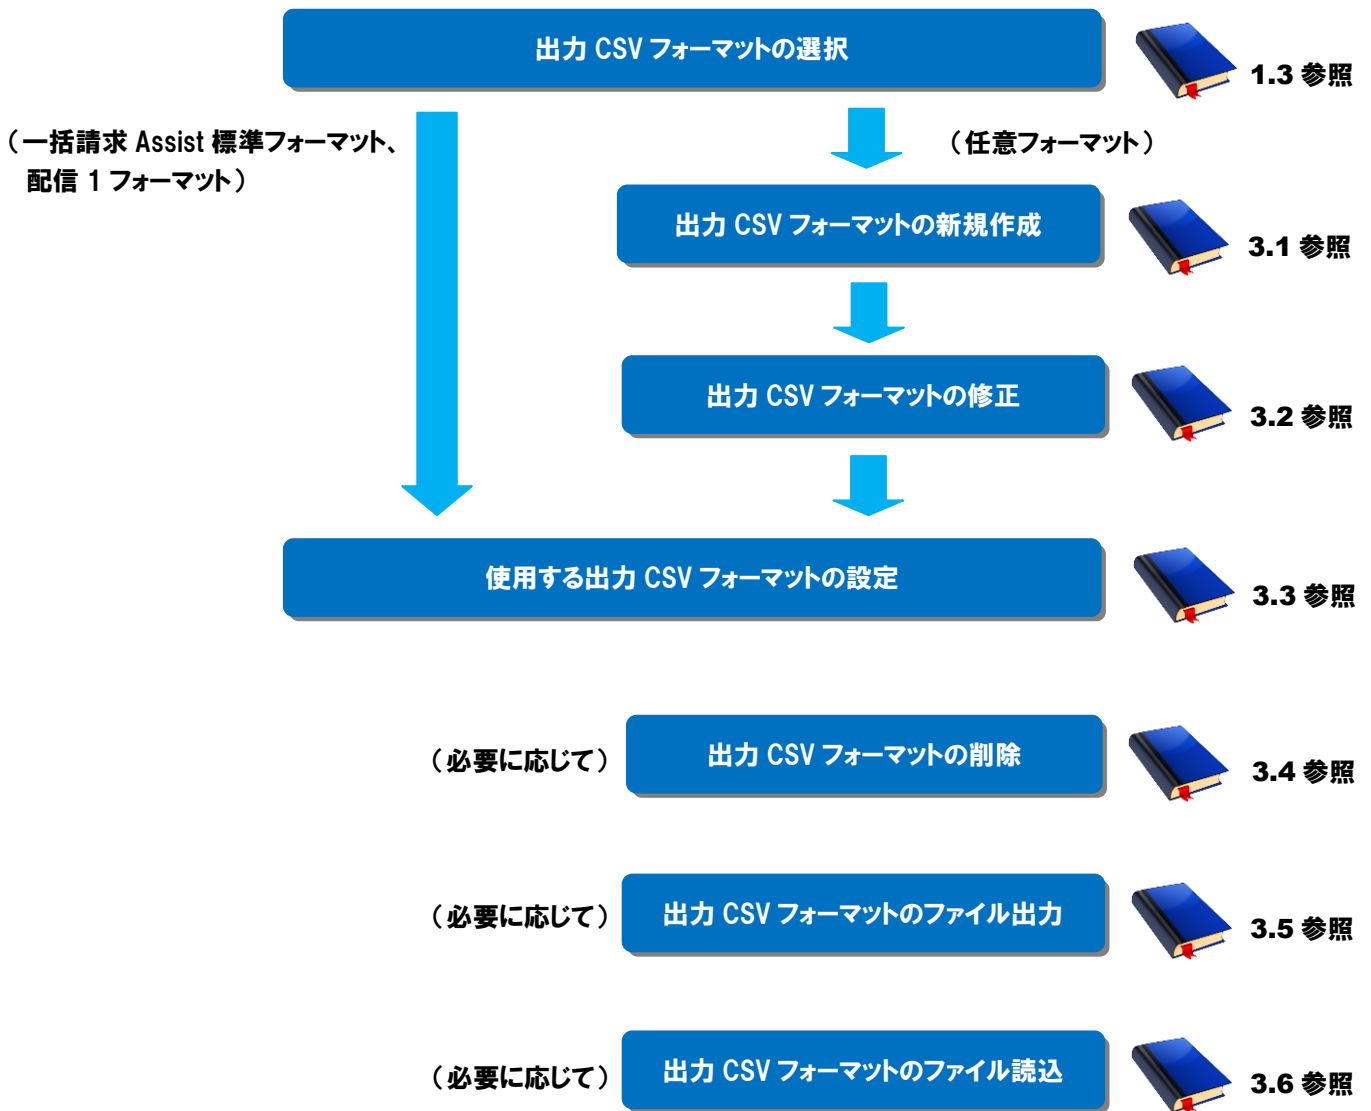 出力 CSV フォーマットの選択
1.3 参照
（一括請求 Assist 標準フォーマット、
配信 1 フォーマット）
（任意フォーマット）
出力 CSV フォーマットの新規作成
3.1 参照
出力 CSV フォーマットの修正
3.2 参照
使用する出力 CSV フォーマットの設定
3.3 参照
（必要に応じて）
出力 CSV フォーマットの削除
3.4 参照
（必要に応じて）
出力 CSV フォーマットのファイル出力
3.5 参照
（必要に応じて）
出力 CSV フォーマットのファイル読込
3.6 参照